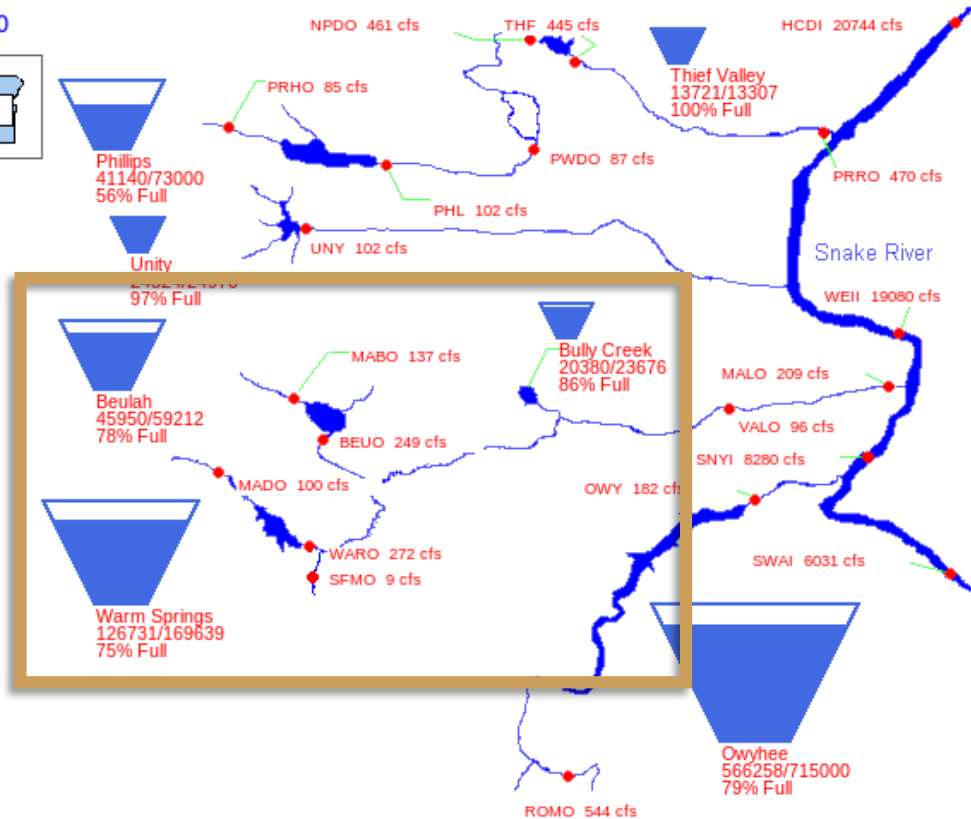 0
NPDO 461 cfs
THF 445 cfs
HCDI 20744 cfs
Thief Valley
13721/13307
100% Full
PRHO 85 cfs
Phillips
41140/73000
56% Full
PWDO 87 cfs
PRRO 470 cfs
PHL 102 cfs
UNY 102 cfs
Snake River
Unity
97% Full
WEII 19080 cfs
Bully Creek
20380/23676
86% Full
MABO 137 cfs
MALO 209 cfs
Beulah
45950/59212
78% Full
VALO 96 cfs
BEUO 249 cfs
SNYI 8280 cfs
MADO 100 cfs
OWY 182 cfs
WARO 272 cfs
SFMO 9 cfs
SWAI 6031 cfs
Warm Springs
126731/169639
75% Full
Owyhee
566258/715000
79% Full
ROMO 544 cfs